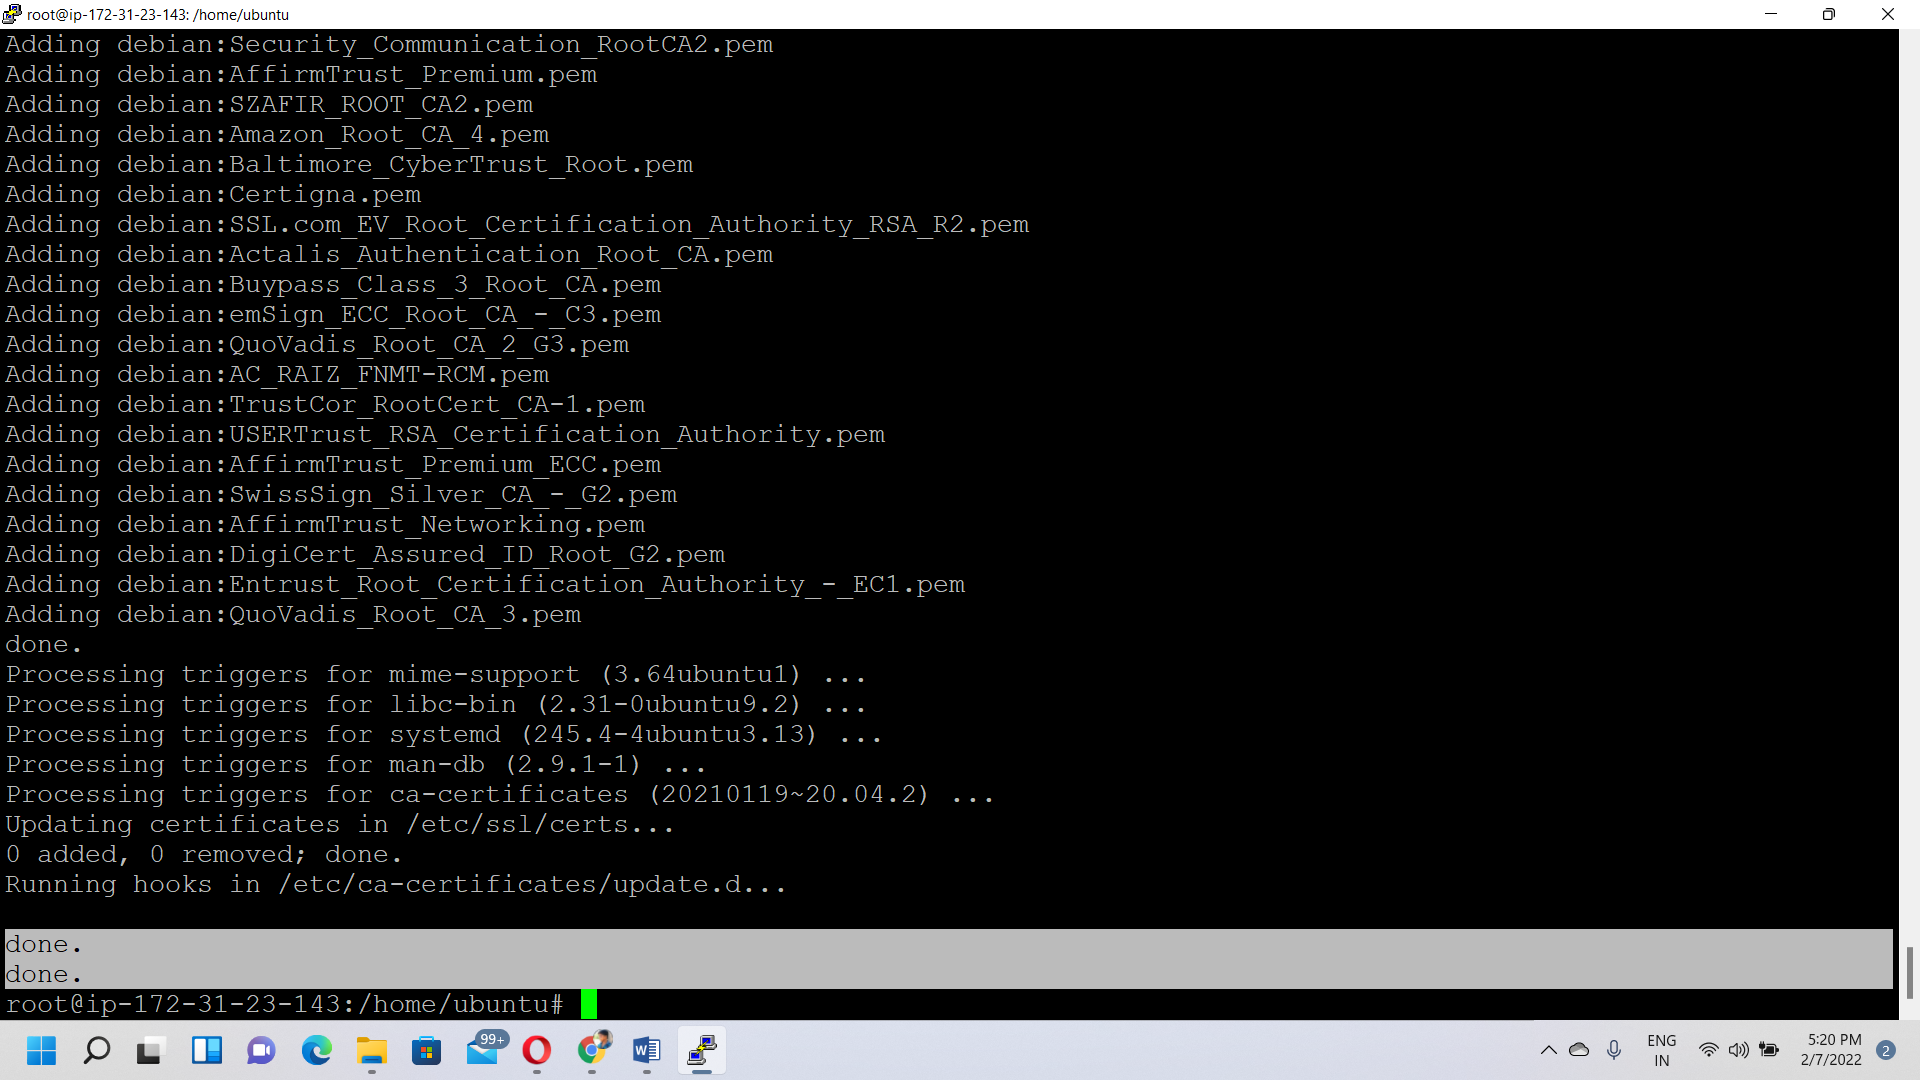 root@ip-172-31-23-143: /home/ubuntu
Adding debian:Security_Communication_RootCA2.pem
Adding debian:AffirmTrust_Premium.pem
Adding debian:SZAFIR_ROOT_CA2.pem
Adding debian:Amazon_Root_CA_4.pem
Adding debian:Baltimore_CyberTrust_Root.pem
Adding debian:Certigna.pem
Adding debian:SSL.com_EV_Root_Certification_Authority_RSA_R2.pem
Adding debian:Actalis_Authentication_Root_CA.pem
Adding debian:Buypass_Class_3_Root_CA.pem
Adding debian:emSign_ECC_Root_CA_-_C3.pem
Adding debian:QuoVadis_Root_CA_2_G3.pem
Adding debian:AC_RAIZ_FNMT-RCM.pem
Adding debian:TrustCor_RootCert_CA-1.pem
Adding debian:USERTrust_RSA_Certification_Authority.pem
Adding debian:AffirmTrust_Premium_ECC.pem
Adding debian:SwissSign_Silver_CA_-_G2.pem
Adding debian:AffirmTrust_Networking.pem
Adding debian:DigiCert_Assured_ID_Root_G2.pem
Adding debian:Entrust_Root_Certification_Authority_-_EC1.pem
Adding debian:QuoVadis_Root_CA_3.pem
done.
Processing triggers for mime-support (3.64ubuntu1) ...
Processing triggers for libc-bin (2.31-0ubuntu9.2) ...
Processing triggers for systemd (245.4-4ubuntu3.13) ...
Processing triggers for man-db (2.9.1-1) ...
Processing triggers for ca-certificates (20210119~20.04.2) ...
Updating certificates in /etc/ssl/certs...
0 added, 0 removed; done.
Running hooks in /etc/ca-certificates/update.d...
done.
done.
root@ip-172-31-23-143:/home/ubuntu#
99+
W
ENG
IN
5:20 PM
2/7/2022
2